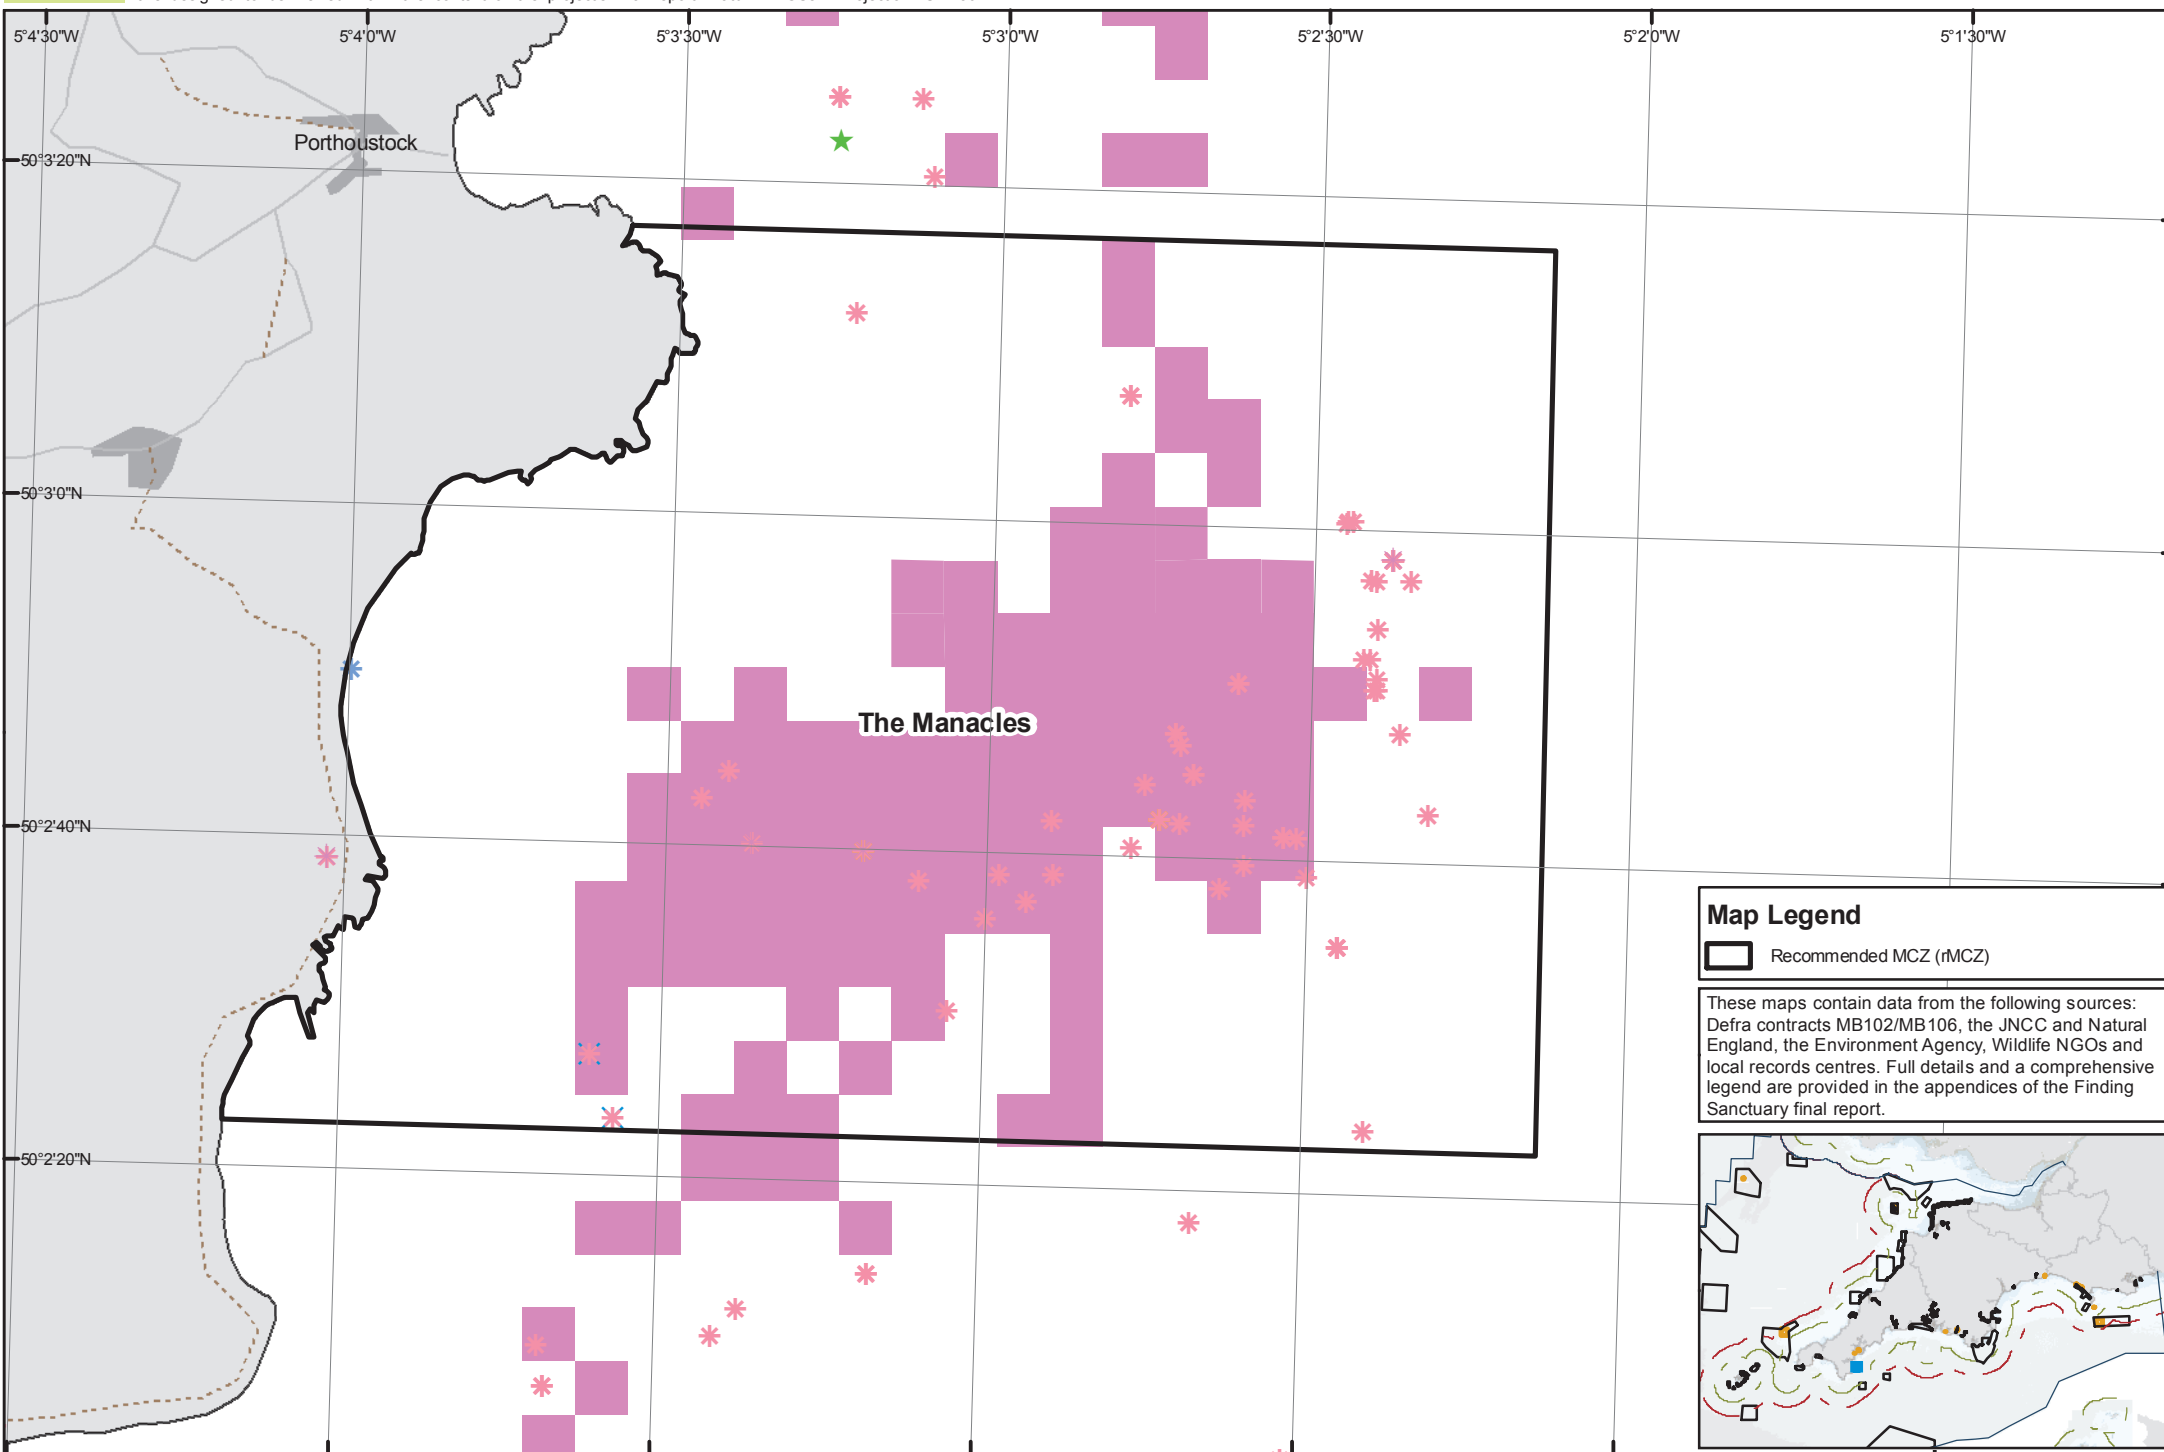 5°4'30"W
5°4'0"W
5°3'30"W
5°3'0"W
5°2'30"W
5°2'0"W
5°1'30"W
Porthoustock
50°3'20"N
50°3'0"N
The Manacles
50°2'40"N
50°2'20"N
Map Legend
Recommended MCZ (rMCZ)
These maps contain data from the following sources:
Defra contracts MB102/MB106, the JNCC and Natural
England, the Environment Agency, Wildlife NGOs and
local records centres. Full details and a comprehensive
legend are provided in the appendices of the Finding
Sanctuary final report.